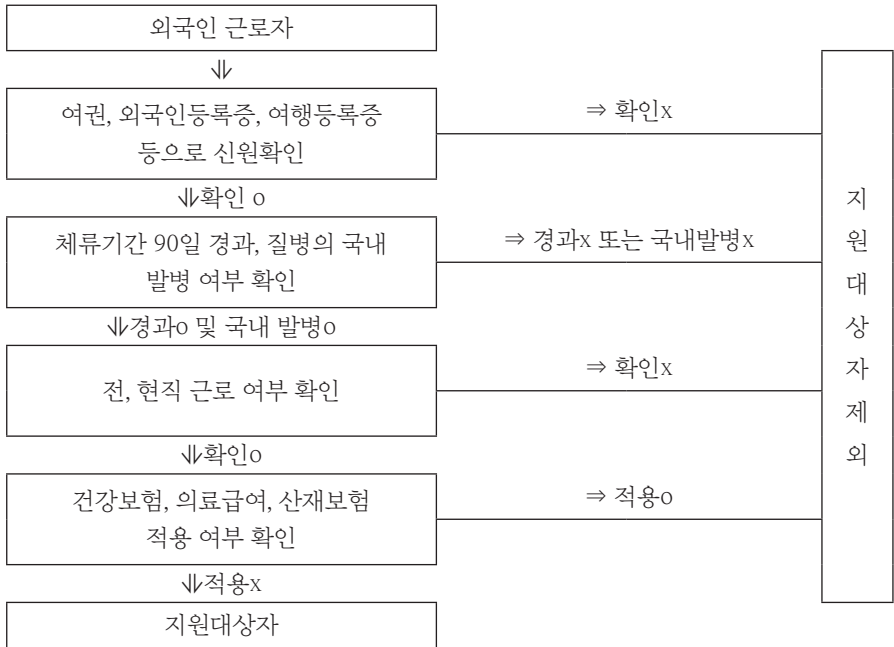 외국인 근로자
⇓
여권, 외국인등록증, 여행등록증
등으로 신원확인
⇒ 확인x
⇓확인 o
체류기간 90일 경과, 질병의 국내
발병 여부 확인
⇒ 경과x 또는 국내발병x
⇓경과o 및 국내 발병o
전, 현직 근로 여부 확인
⇒ 확인x
⇓확인o
건강보험, 의료급여, 산재보험
적용 여부 확인
⇒ 적용o
⇓적용x
지원대상자
지
원
대
상
자
제
외